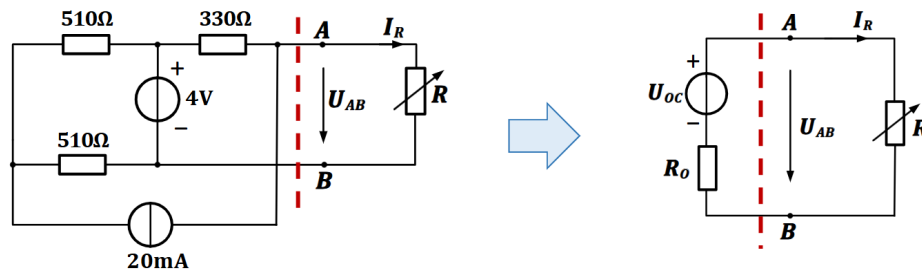 510Ω
330Ω
A
I_R
+
4V
−
U_AB
R
510Ω
B
20mA
A
I_R
+
U_OC
−
U_AB
R
R_O
B